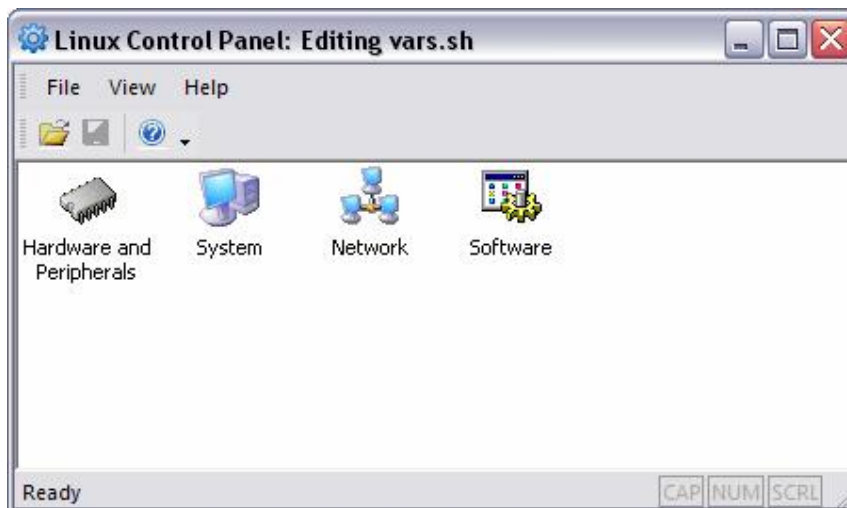 Linux Control Panel: Editing vars.sh
File View Help
Hardware and Peripherals
System
Network
Software
Ready
CAP NUM SCRL